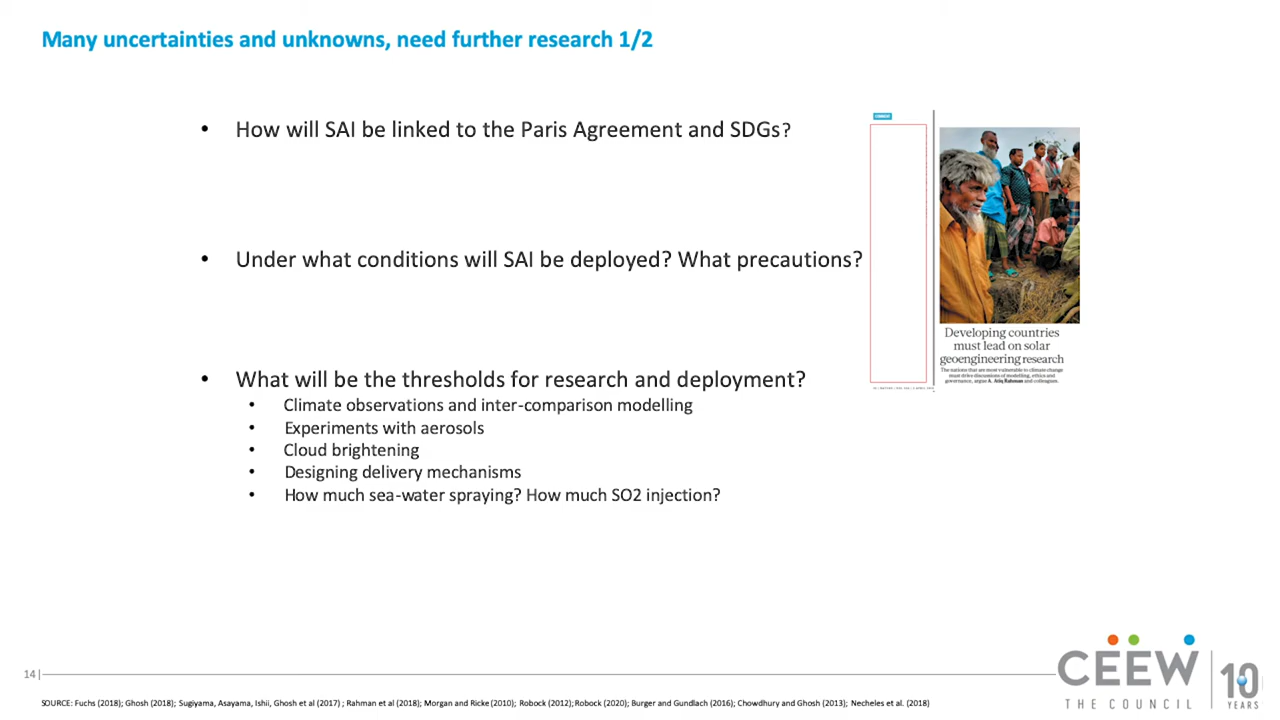 Many uncertainties and unknowns, need further research 1/2
• How will SAI be linked to the Paris Agreement and SDGs?
• Under what conditions will SAI be deployed? What precautions?
• What will be the thresholds for research and deployment?
• Climate observations and inter-comparison modelling
• Experiments with aerosols
• Cloud brightening
• Designing delivery mechanisms
• How much sea-water spraying? How much SO2 injection?
Developing countries
must lead on solar
geoengineering research
The nations that are most vulnerable to climate change
must drive discussions of modelling, ethics and
governance, argue A. Atiq Rahman and colleagues.
CEEW
THE COUNCIL
10
YEARS
14|
SOURCE: Fuchs (2018); Ghosh (2018); Sugiyama, Asayama, Ishii, Ghosh et al (2017) ; Rahman et al (2018); Morgan and Ricke (2010); Robock (2012); Robock (2020); Burger and Gundlach (2016); Chowdhury and Ghosh (2013); Necheles et al. (2018)